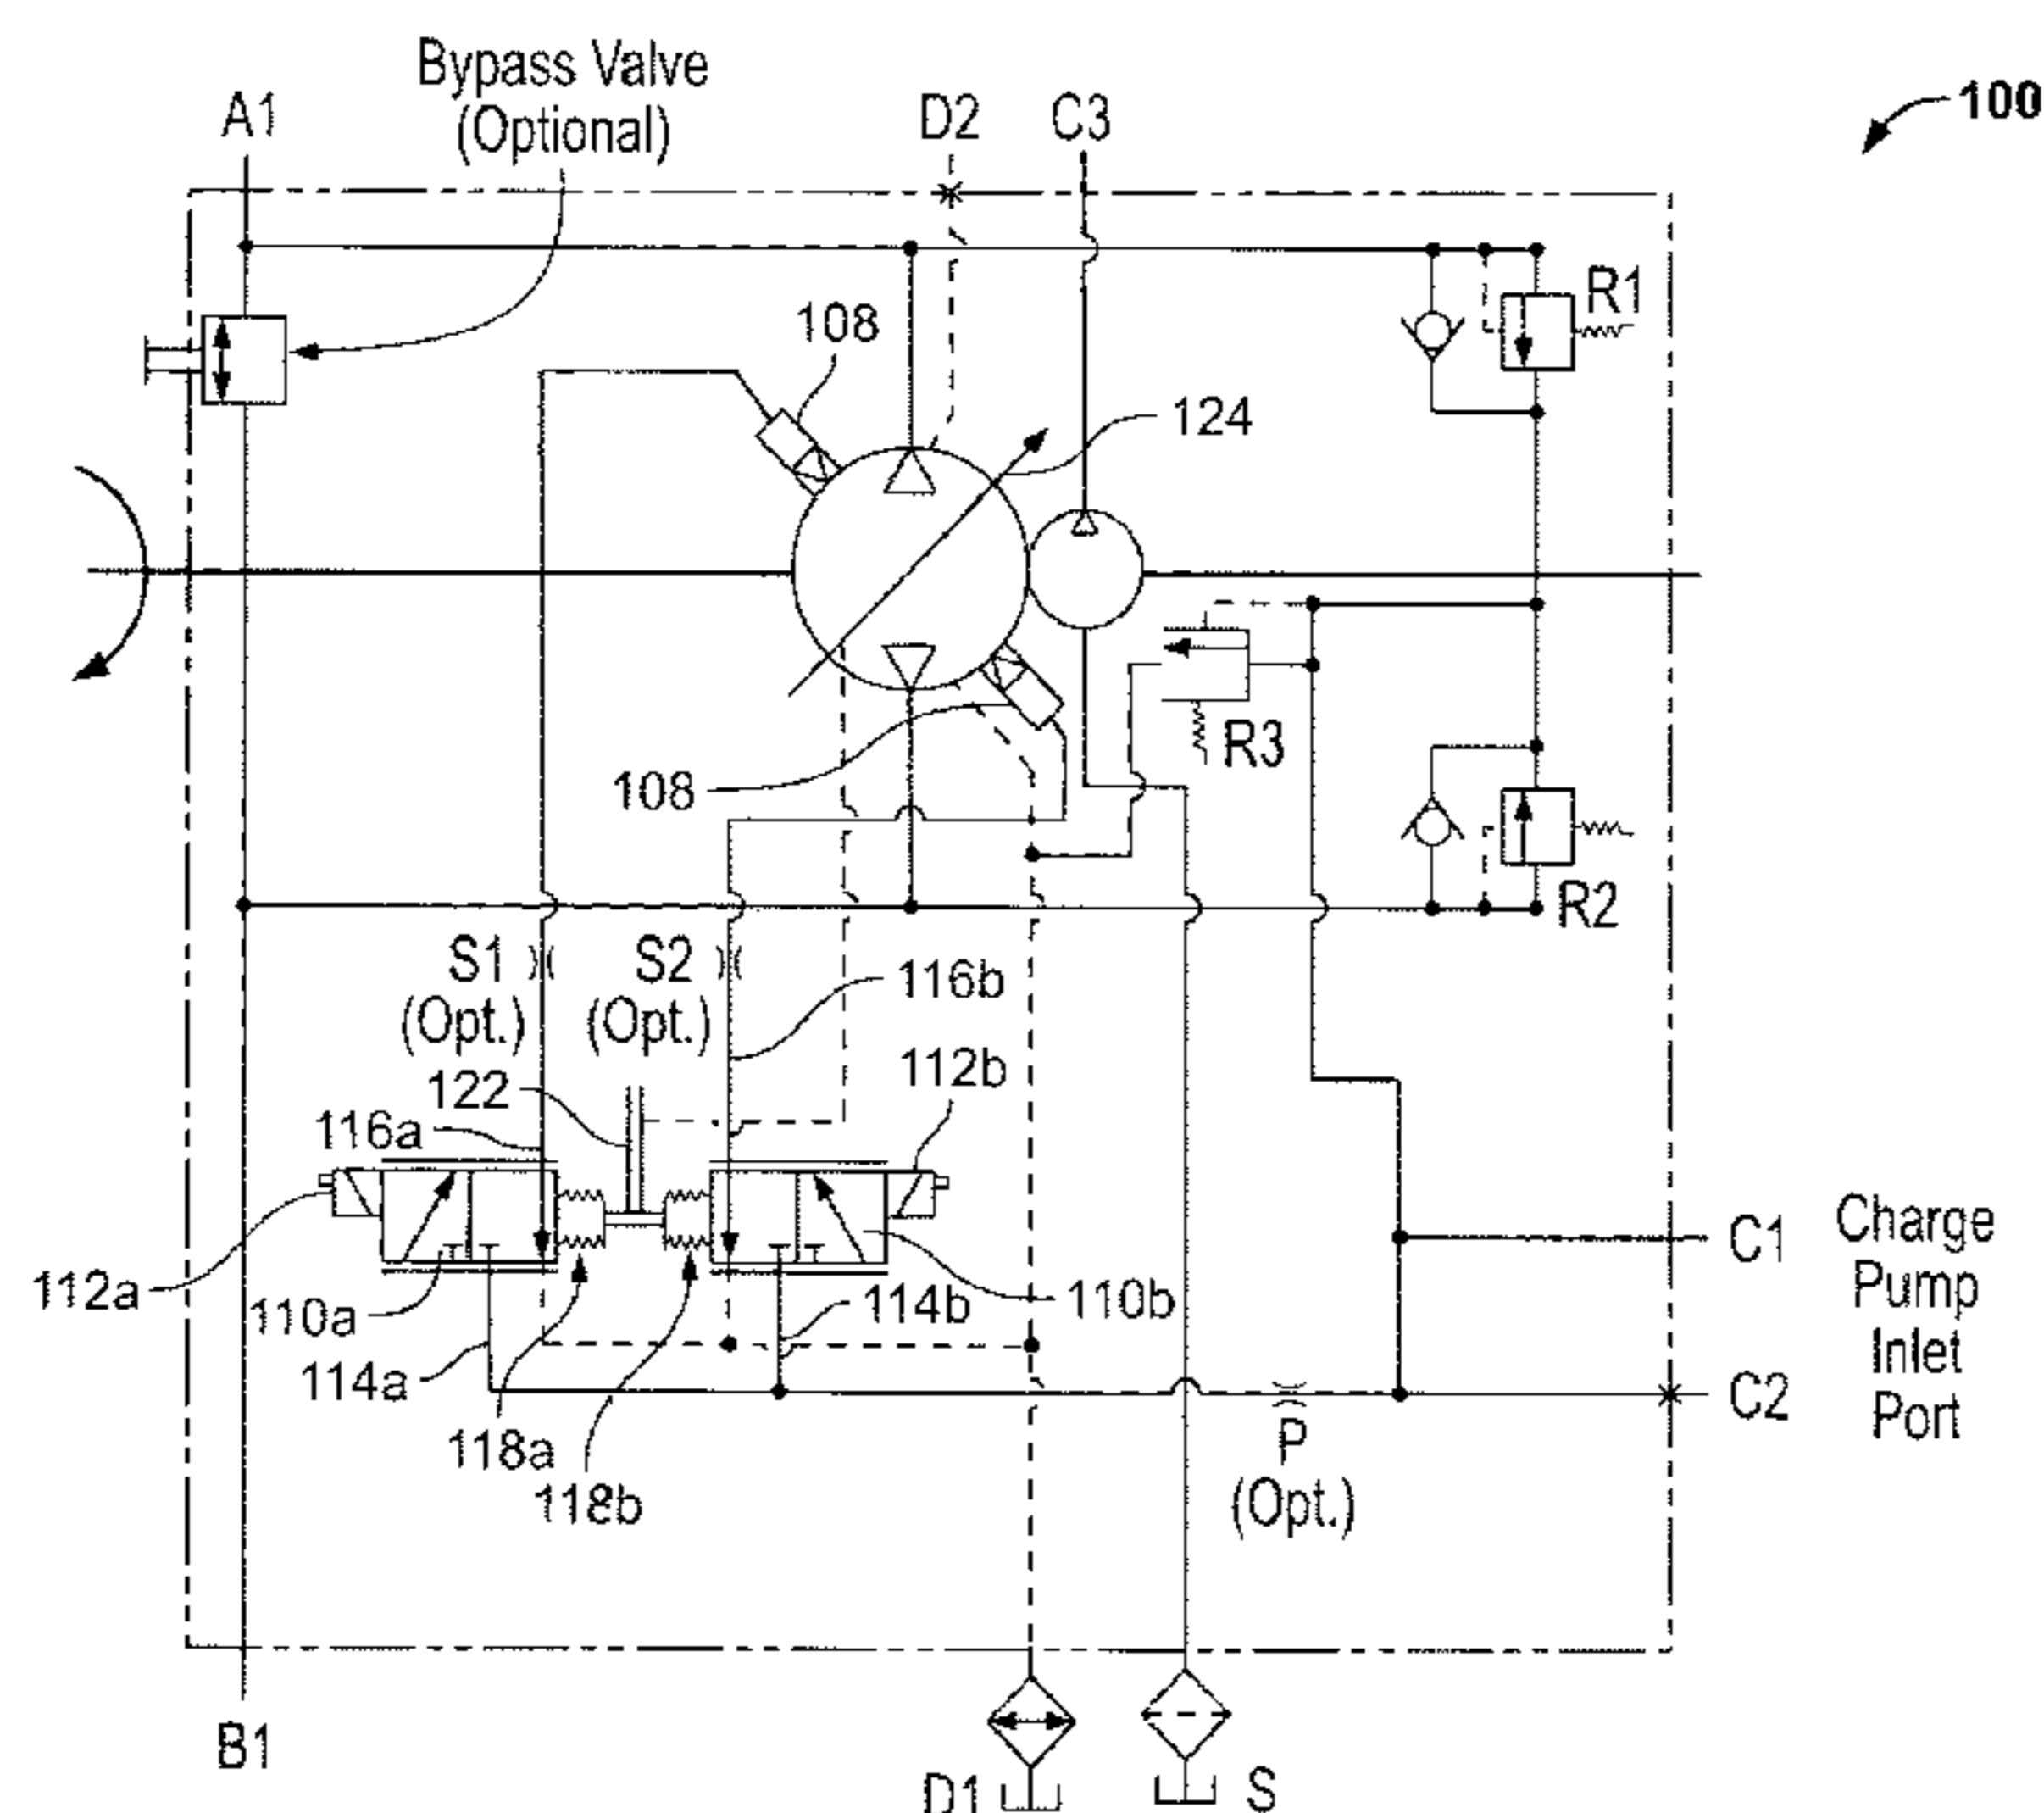 Bypass Valve
(Optional)
A1
D2
C3
100
R1
108
124
R3
108
R2
S1
(Opt.)
S2
(Opt.)
116b
122
112b
116a
112a
110a
114b
110b
114a
118a
118b
C1
Charge
Pump
Inlet
Port
C2
P
(Opt.)
B1
D1
S